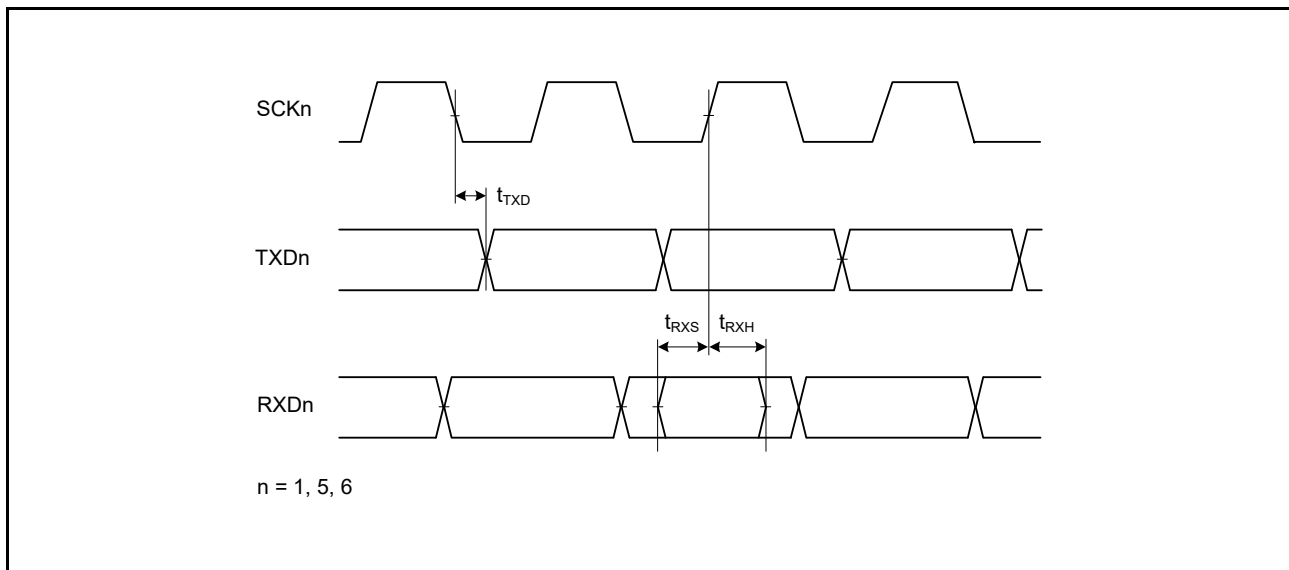 SCKn
tTXD
TXDn
tRXS tRXH
RXDn
n = 1, 5, 6